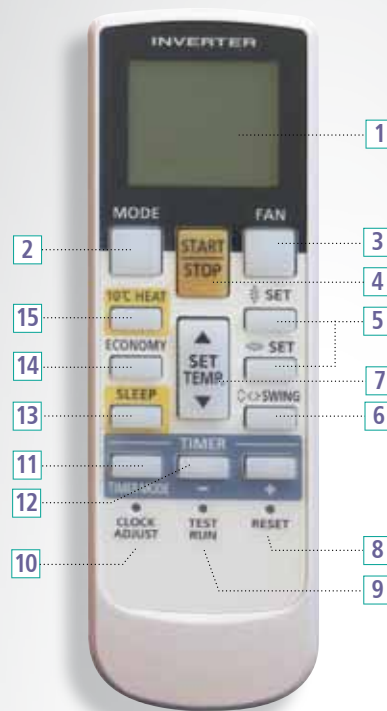 INVERTER
1
MODE
FAN
2
START
STOP
3
4
10℃ HEAT
SET
15
5
ECONOMY
SET
TEMP.
SET
14
7
SLEEP
SWING
13
6
TIMER
11
12
TIMER MODE
−
+
CLOCK
ADJUST
TEST
RUN
RESET
10
8
9